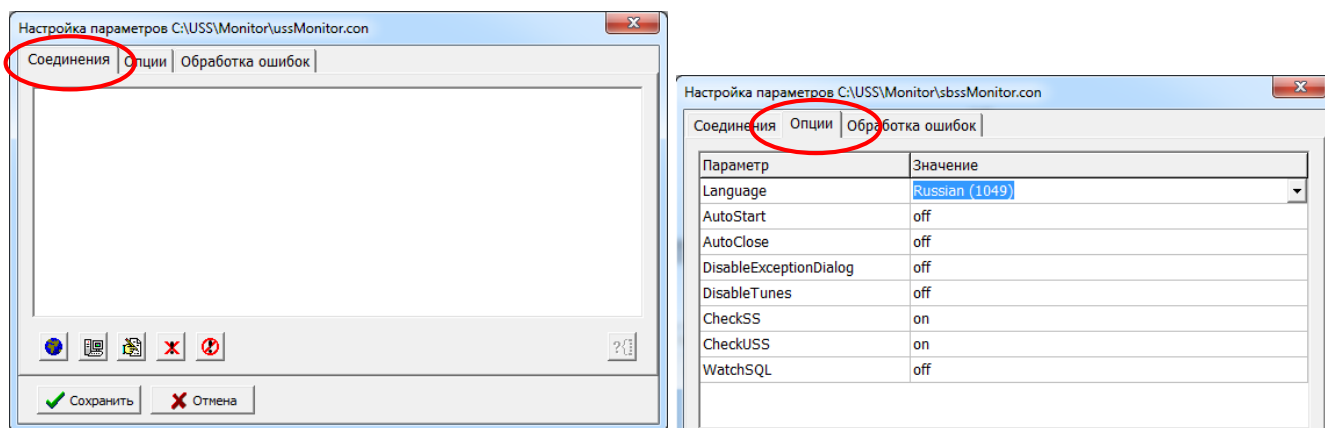 Настройка параметров C:\USS\Monitor\ussMonitor.con
Соединения Опции Обработка ошибок
?{}
Сохранить Отмена
Настройка параметров C:\USS\Monitor\sbssMonitor.con
Соединения Опции Обработка ошибок
Параметр Значение
Language Russian (1049)
AutoStart off
AutoClose off
DisableExceptionDialog off
DisableTunes off
CheckSS on
CheckUSS on
WatchSQL off